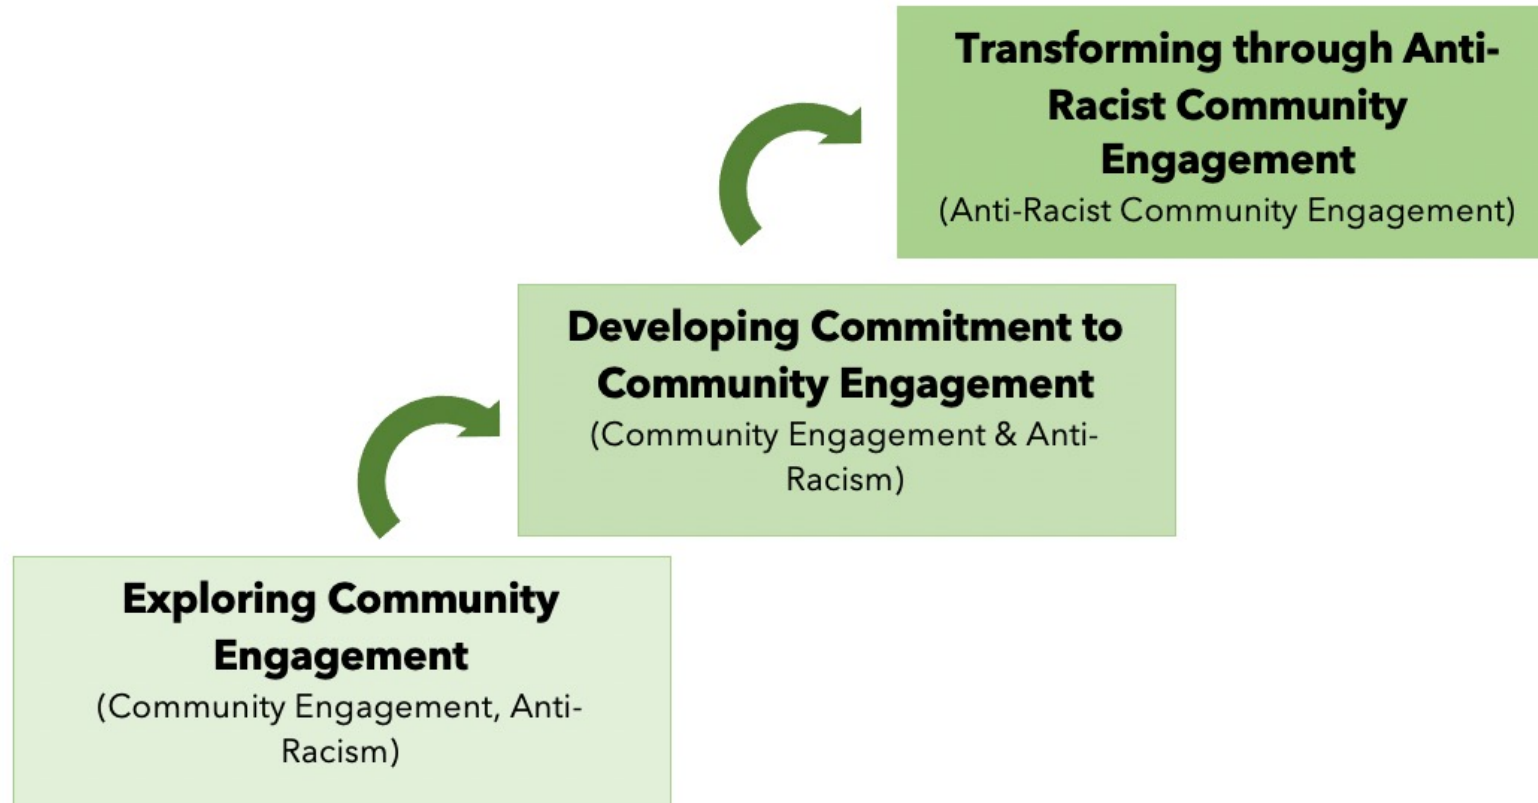 Transforming through Anti-
Racist Community
Engagement
(Anti-Racist Community Engagement)
Developing Commitment to
Community Engagement
(Community Engagement & Anti-
Racism)
Exploring Community
Engagement
(Community Engagement, Anti-
Racism)